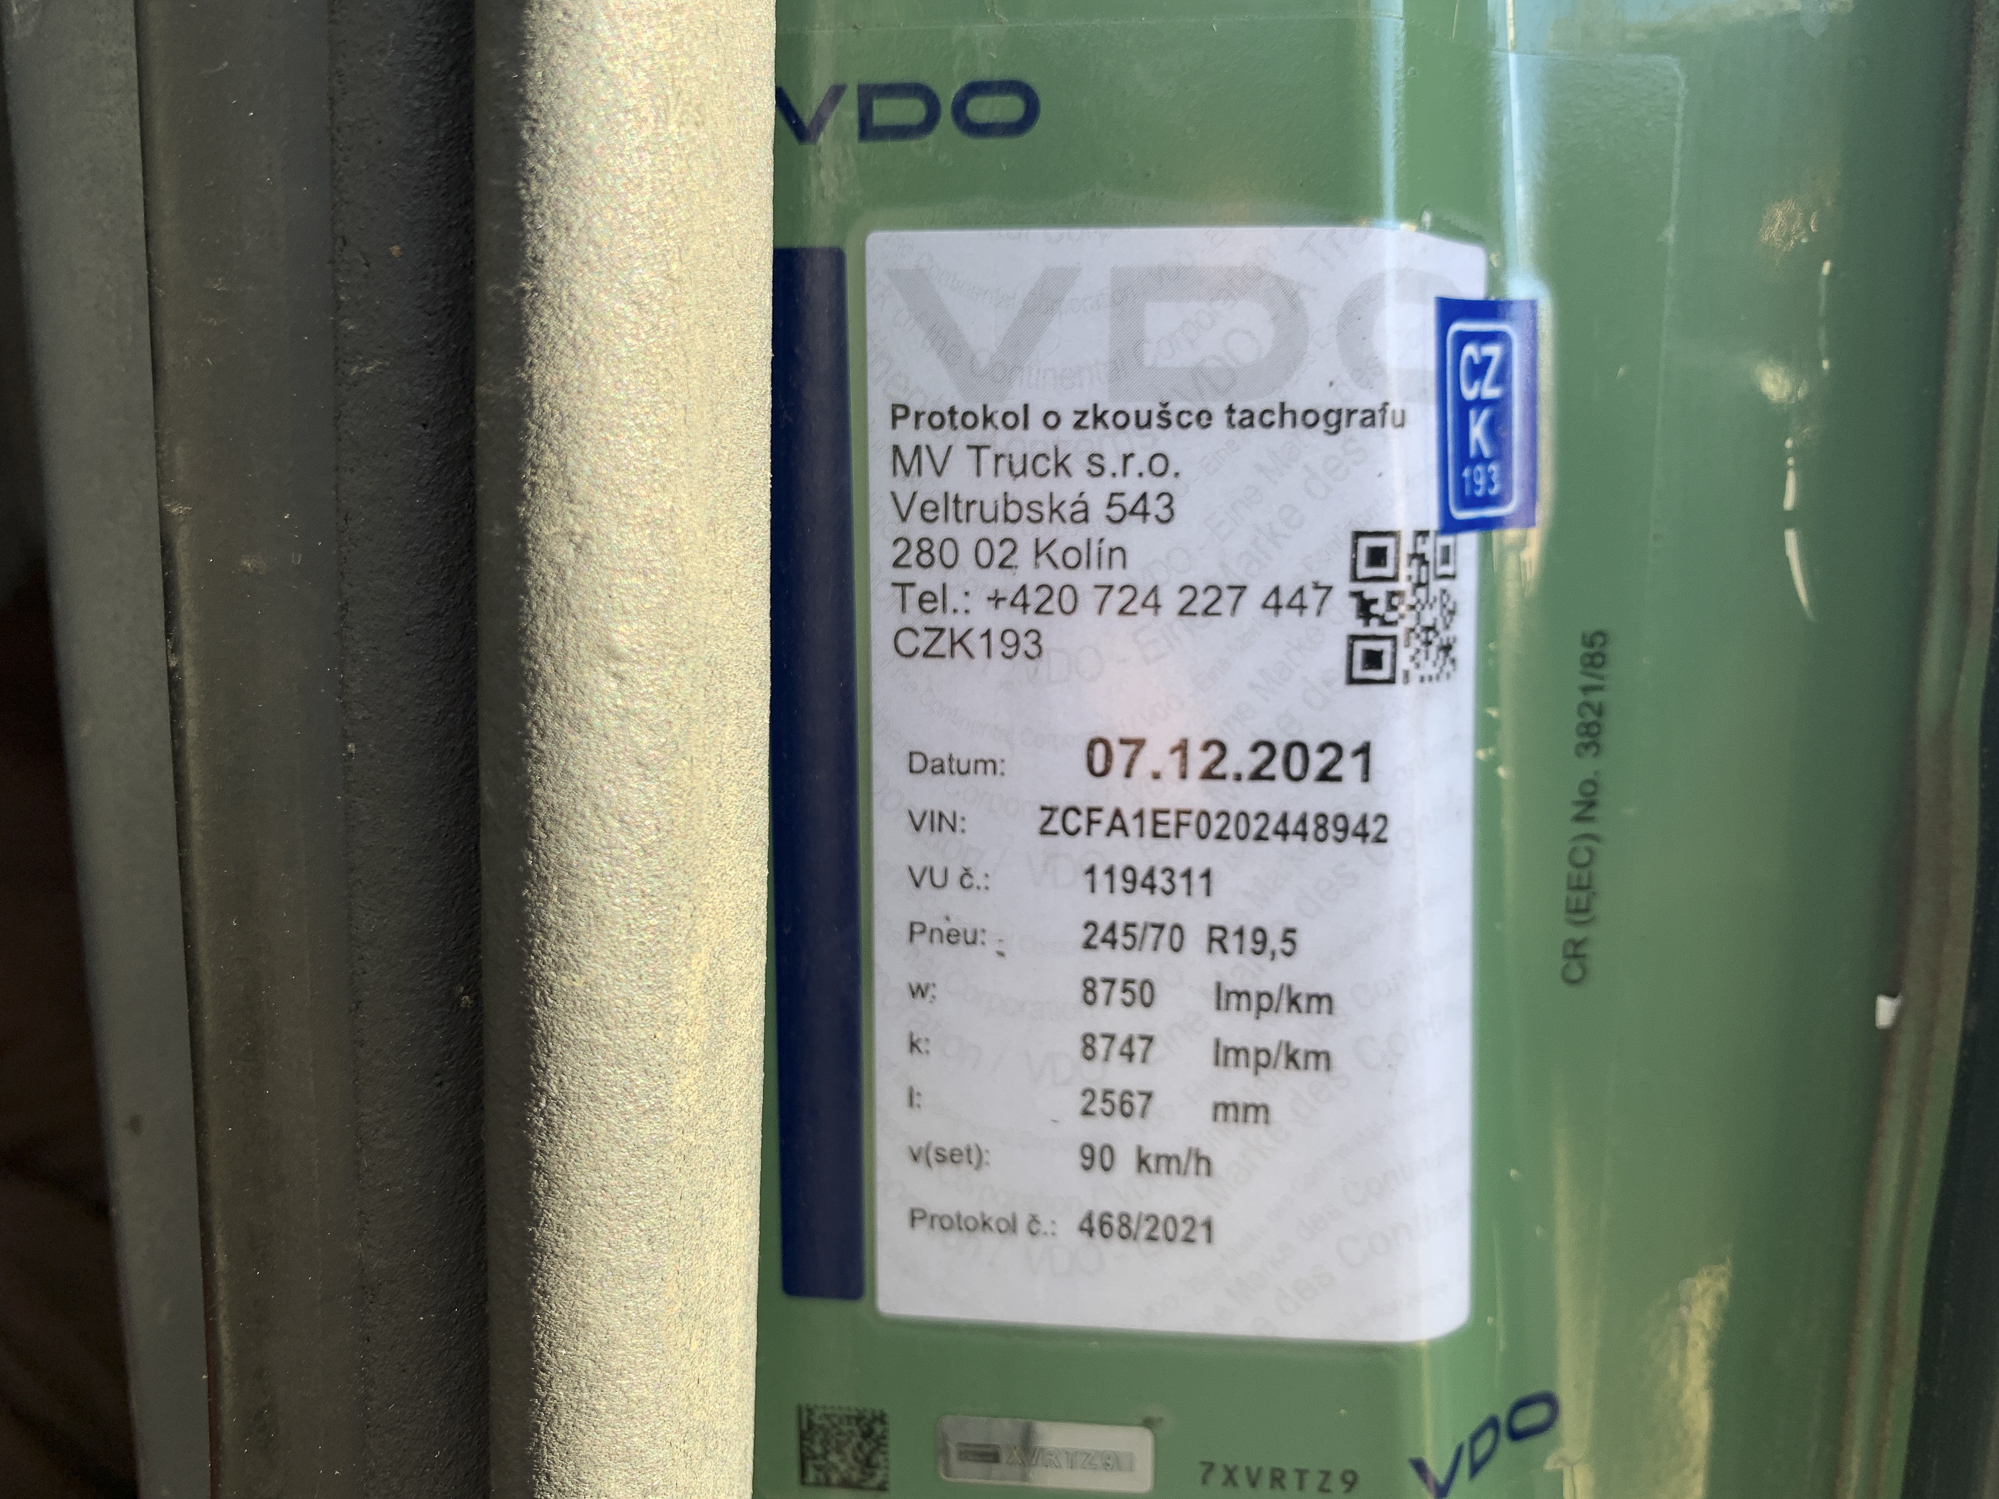 VDO
VDO
Protokol o zkoušce tachografu
MV Truck s.r.o.
Veltrubská 543
280 02 Kolín
Tel.: +420 724 227 447
CZK193
CZ
K
193
Datum: 07.12.2021
VIN: ZCFA1EF0202448942
VU č.: 1194311
Pneu: 245/70 R19,5
w: 8750 Imp/km
k: 8747 Imp/km
l: 2567 mm
v(set): 90 km/h
Protokol č.: 468/2021
CR (EEC) No. 3821/85
XVRTZ9
7XVRTZ9
VDO